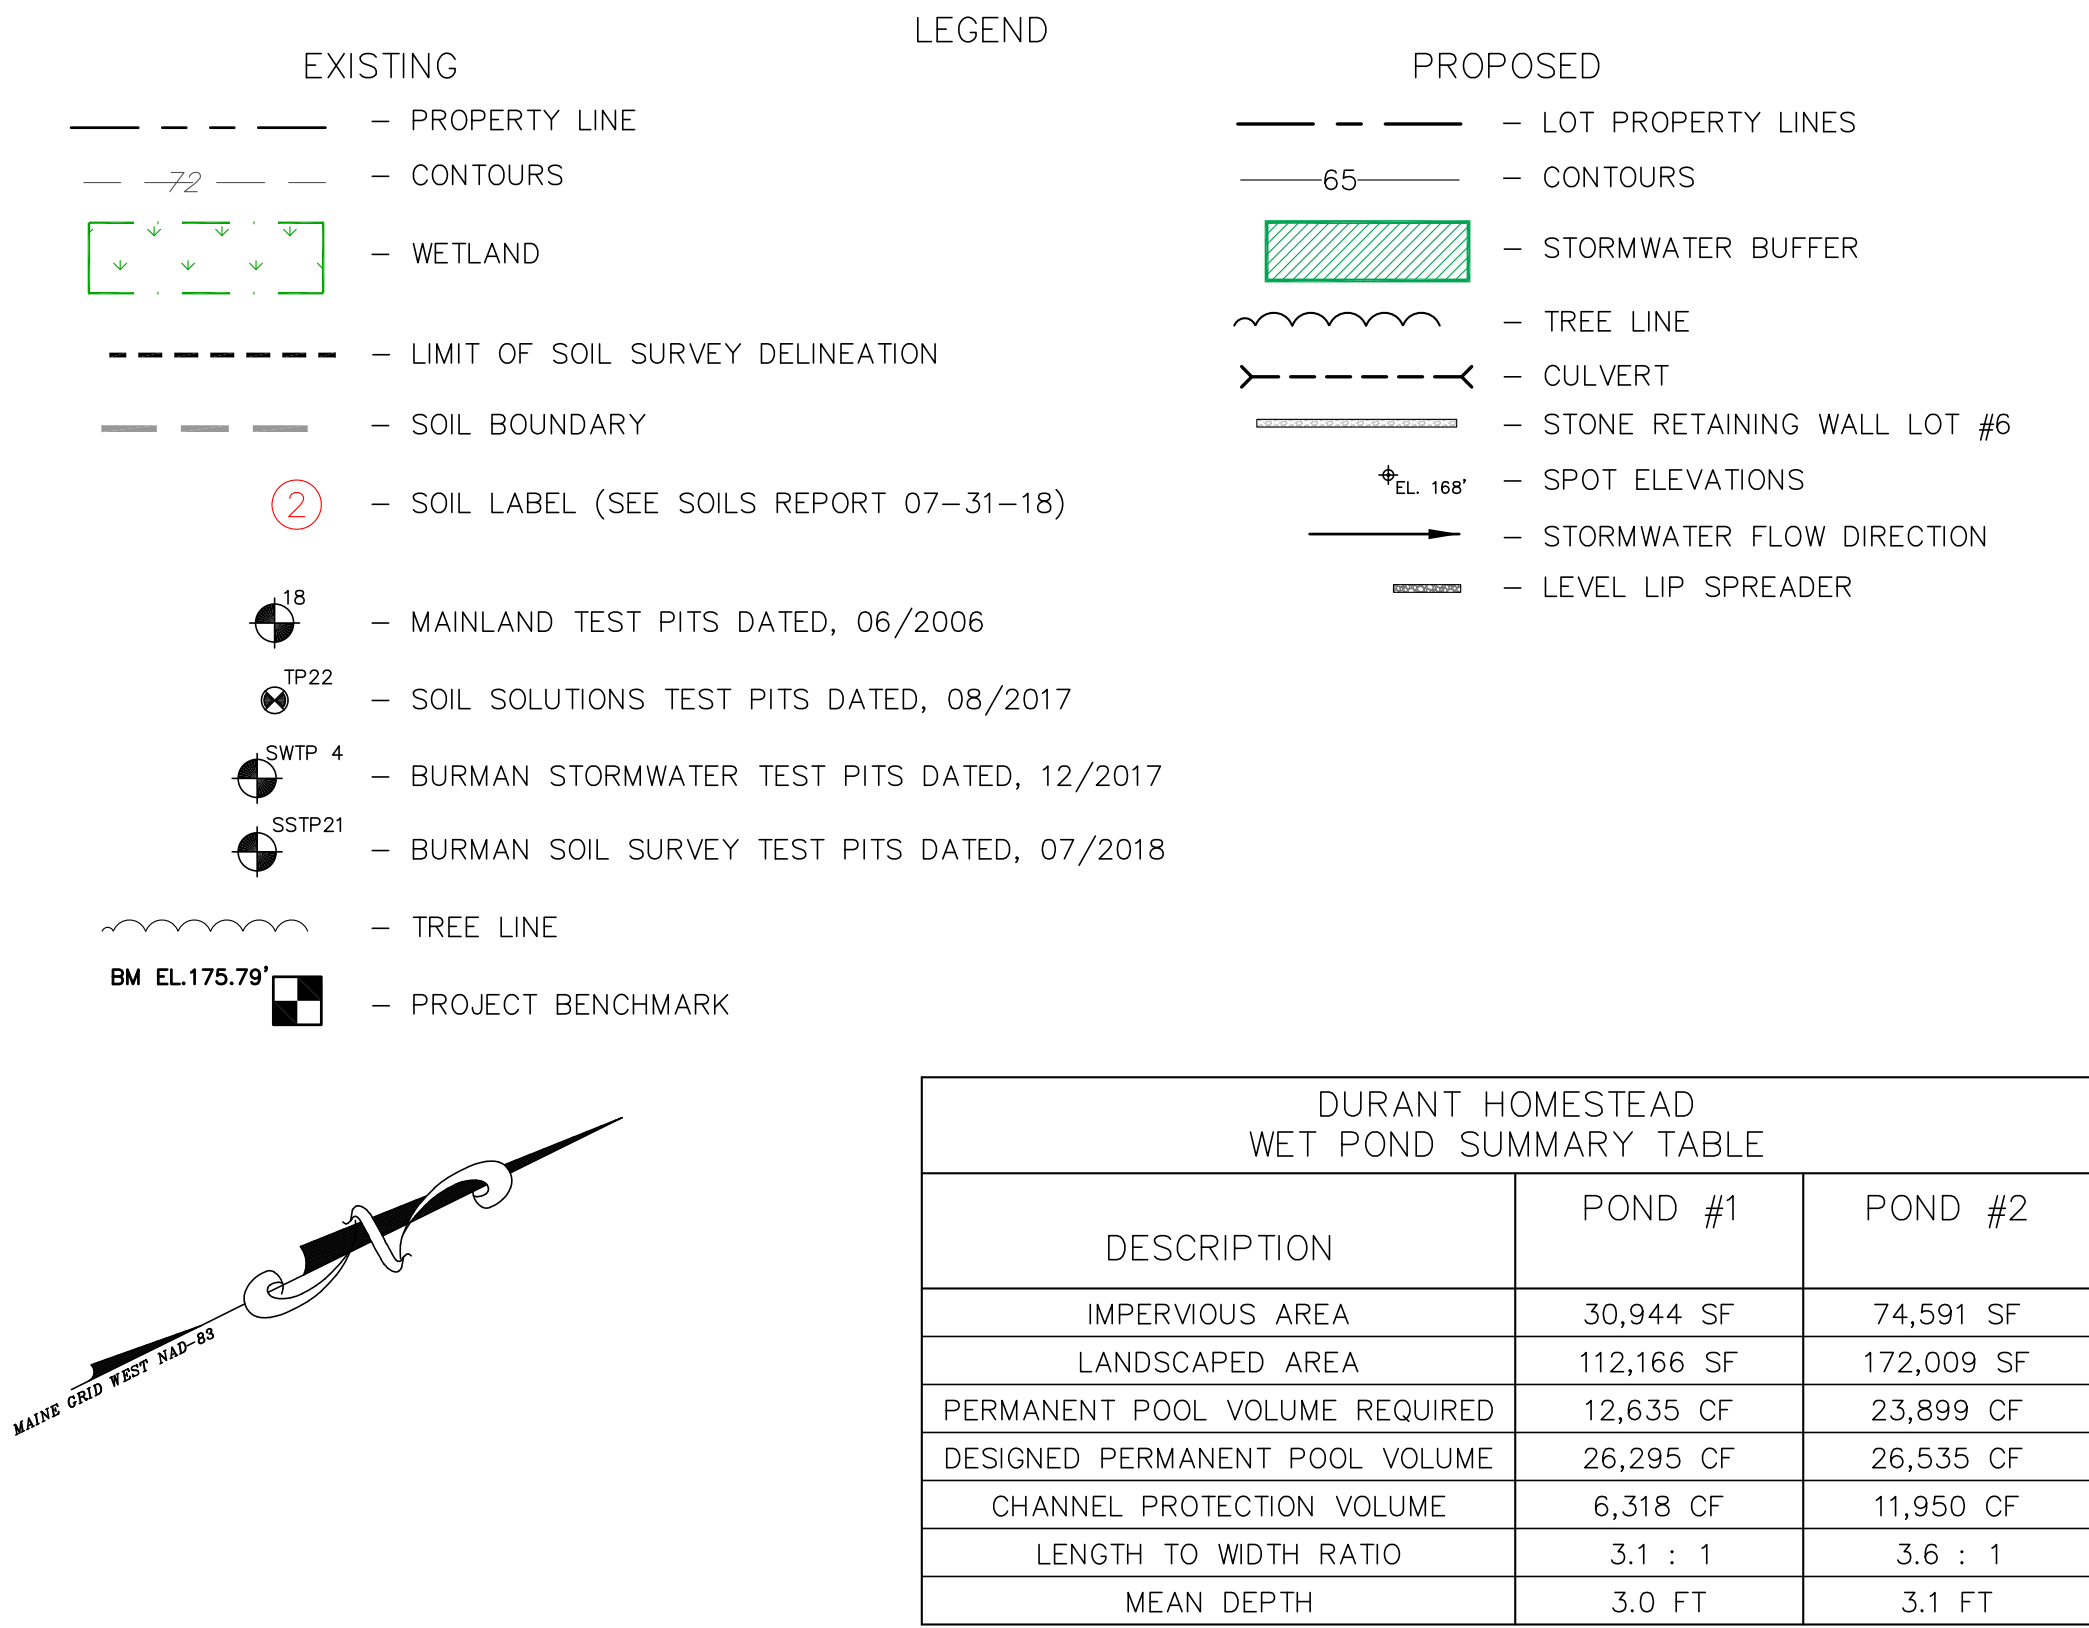 LEGEND
EXISTING
– PROPERTY LINE
72 – CONTOURS
– WETLAND
– LIMIT OF SOIL SURVEY DELINEATION
– SOIL BOUNDARY
2 – SOIL LABEL (SEE SOILS REPORT 07–31–18)
18
– MAINLAND TEST PITS DATED, 06/2006
TP22
– SOIL SOLUTIONS TEST PITS DATED, 08/2017
SWTP 4
– BURMAN STORMWATER TEST PITS DATED, 12/2017
SSTP21
– BURMAN SOIL SURVEY TEST PITS DATED, 07/2018
– TREE LINE
BM EL.175.79'
– PROJECT BENCHMARK
PROPOSED
– LOT PROPERTY LINES
65 – CONTOURS
– STORMWATER BUFFER
– TREE LINE
– CULVERT
– STONE RETAINING WALL LOT #6
EL. 168' – SPOT ELEVATIONS
– STORMWATER FLOW DIRECTION
– LEVEL LIP SPREADER
N
MAINE GRID WEST NAD–83
DURANT HOMESTEAD
WET POND SUMMARY TABLE
DESCRIPTION POND #1 POND #2
IMPERVIOUS AREA 30,944 SF 74,591 SF
LANDSCAPED AREA 112,166 SF 172,009 SF
PERMANENT POOL VOLUME REQUIRED 12,635 CF 23,899 CF
DESIGNED PERMANENT POOL VOLUME 26,295 CF 26,535 CF
CHANNEL PROTECTION VOLUME 6,318 CF 11,950 CF
LENGTH TO WIDTH RATIO 3.1 : 1 3.6 : 1
MEAN DEPTH 3.0 FT 3.1 FT